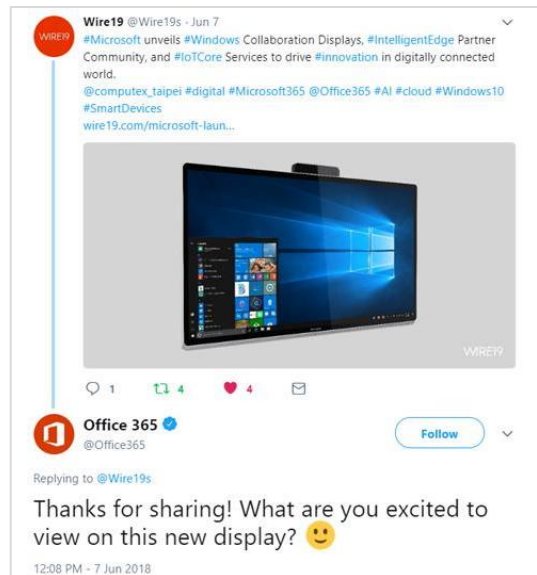 WIRE19
Wire19 @Wire19s - Jun 7
#Microsoft unveils #Windows Collaboration Displays, #IntelligentEdge Partner
Community, and #IoTCore Services to drive #innovation in digitally connected
world.
@computex_taipei #digital #Microsoft365 @Office365 #AI #cloud #Windows10
#SmartDevices
wire19.com/microsoft-laun...
WIRE19
1 4 4
Office 365
@Office365
Follow
Replying to @Wire19s
Thanks for sharing! What are you excited to
view on this new display? 🙂
12:08 PM - 7 Jun 2018